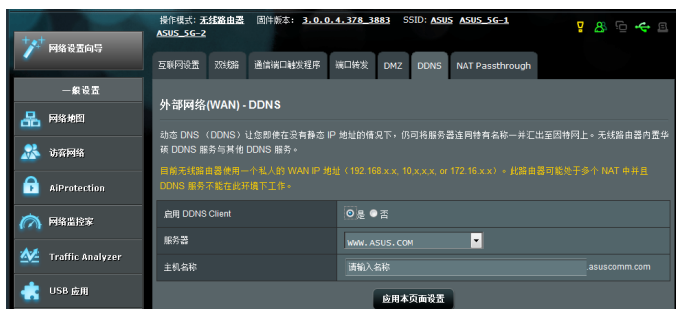 操作模式: 无线路由器 固件版本: 3.0.0.4.378_3883 SSID: ASUS ASUS_5G-1
ASUS_5G-2
网络设置向导
互联网设置 双线路 通信端口触发程序 端口转发 DMZ DDNS NAT Passthrough
一般设置
网络地图
访客网络
AiProtection
网络监控家
Traffic Analyzer
USB 应用
外部网络(WAN) - DDNS
动态 DNS （DDNS）让您即使在没有静态 IP 地址的情况下，仍可将服务器连同特有名称一并汇出至因特网上。无线路由器内置华
硕 DDNS 服务与其他 DDNS 服务。
目前无线路由器使用一个私人的 WAN IP 地址（192.168.x.x, 10,x,x,x, or 172.16.x.x）。此路由器可能处于多个 NAT 中并且
DDNS 服务不能在此环境下工作。
启用 DDNS Client 是 否
服务器 WWW.ASUS.COM
主机名称 请输入名称 .asuscomm.com
应用本页面设置